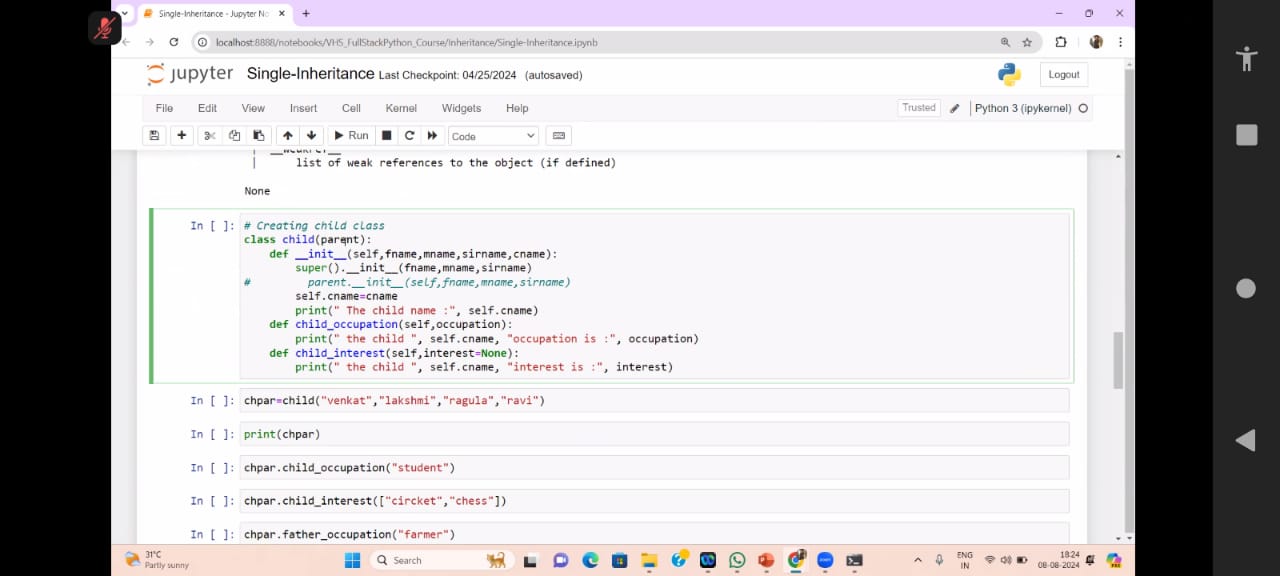 Single-Inheritance - Jupyter No
localhost:8888/notebooks/VHS_FullStackPython_Course/Inheritance/Single-Inheritance.ipynb
jupyter Single-Inheritance Last Checkpoint: 04/25/2024 (autosaved)
Logout
File Edit View Insert Cell Kernel Widgets Help
Trusted Python 3 (ipykernel)
Run Code
| __weakref__
| list of weak references to the object (if defined)
None
In [ ]: # Creating child class
class child(parent):
def __init__(self,fname,mname,sirname,cname):
super().__init__(fname,mname,sirname)
# parent.__init__(self,fname,mname,sirname)
self.cname=cname
print(" The child name :", self.cname)
def child_occupation(self,occupation):
print(" the child ", self.cname, "occupation is :", occupation)
def child_interest(self,interest=None):
print(" the child ", self.cname, "interest is :", interest)
In [ ]: chpar=child("venkat","lakshmi","ragula","ravi")
In [ ]: print(chpar)
In [ ]: chpar.child_occupation("student")
In [ ]: chpar.child_interest(["circket","chess"])
In [ ]: chpar.father_occupation("farmer")
31°C
Partly sunny
Search
ENG
IN
18:24
08-08-2024